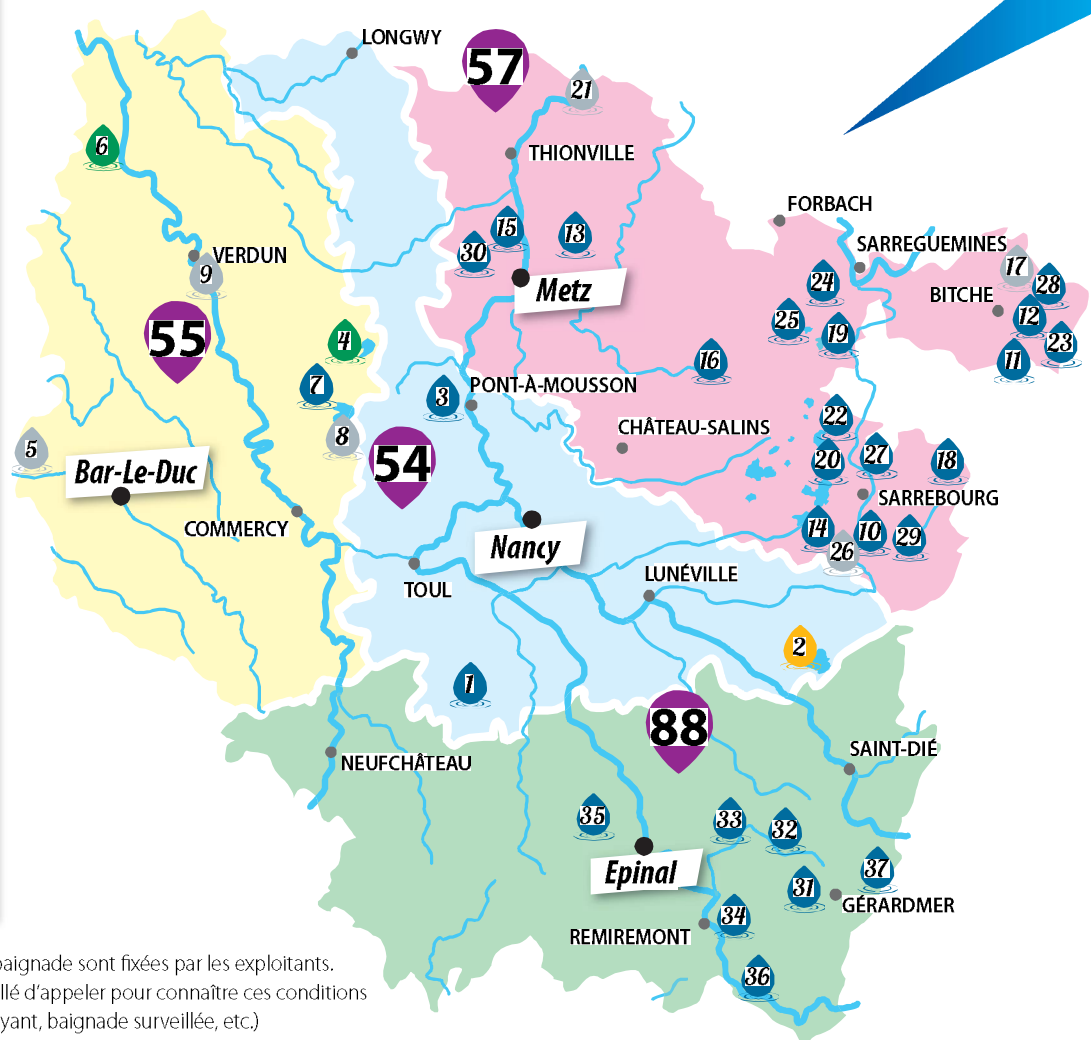 LONGWY
57
21
6
THIONVILLE
FORBACH
15
13
30
SARREGUEMINES
VERDUN
9
17
24
28
Metz
BITCHE
12
25
19
23
55
4
11
16
7
3
PONT-À-MOUSSON
22
CHÂTEAU-SALINS
5
8
54
27
18
20
Bar-Le-Duc
SARREBOURG
COMMERCY
14
10
29
Nancy
26
TOUL
LUNÉVILLE
2
1
88
SAINT-DIÉ
NEUFCHÂTEAU
35
33
32
Epinal
37
31
GÉRARDMER
34
REMIREMONT
baignade sont fixées par les exploitants.
36
llé d'appeler pour connaître ces conditions
yant, baignade surveillée, etc.)